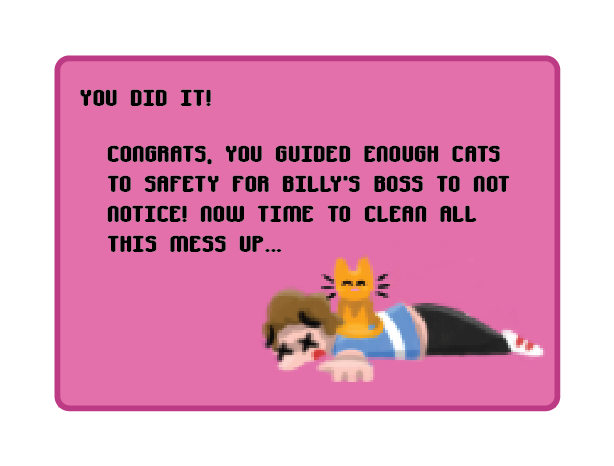 YOU DID IT!
CONGRATS, YOU GUIDED ENOUGH CATS
TO SAFETY FOR BILLY'S BOSS TO NOT
NOTICE! NOW TIME TO CLEAN ALL
THIS MESS UP...